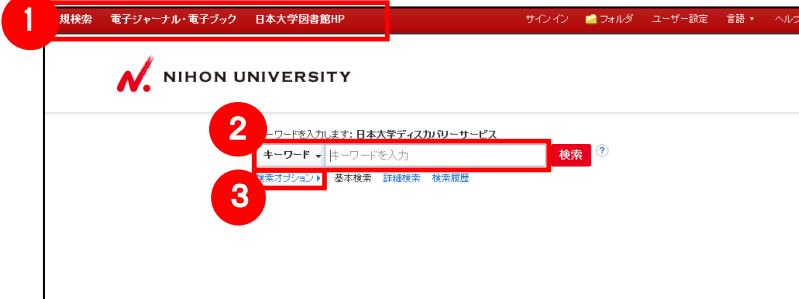 1 規検索 電子ジャーナル・電子ブック 日本大学図書館HP サインイン フォルダ ユーザー設定 言語 ヘルプ
N. NIHON UNIVERSITY
2 ーワードを入力します: 日本大学ディスカバリーサービス
キーワード キーワードを入力 検索 ?
3 検索オプション 基本検索 詳細検索 検索履歴